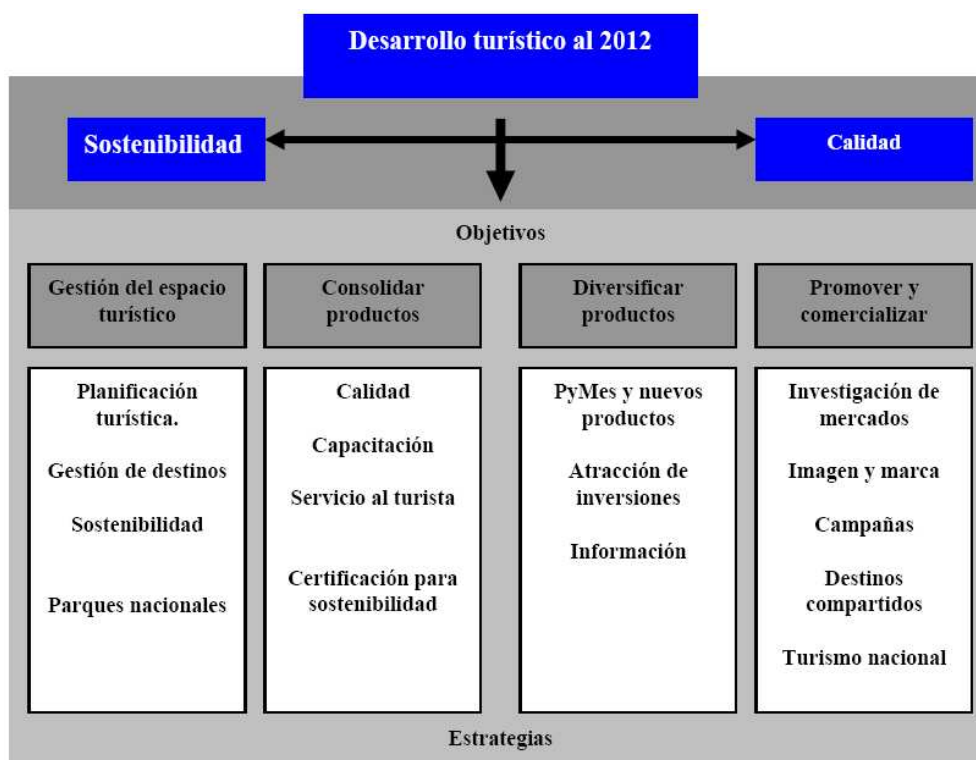 Desarrollo turístico al 2012
Sostenibilidad
Calidad
Objetivos
Gestión del espacio
turístico
Consolidar
productos
Diversificar
productos
Promover y
comercializar
Planificación
turística.
Gestión de destinos
Sostenibilidad
Parques nacionales
Calidad
Capacitación
Servicio al turista
Certificación para
sostenibilidad
PyMes y nuevos
productos
Atracción de
inversiones
Información
Investigación de
mercados
Imagen y marca
Campañas
Destinos
compartidos
Turismo nacional
Estrategias